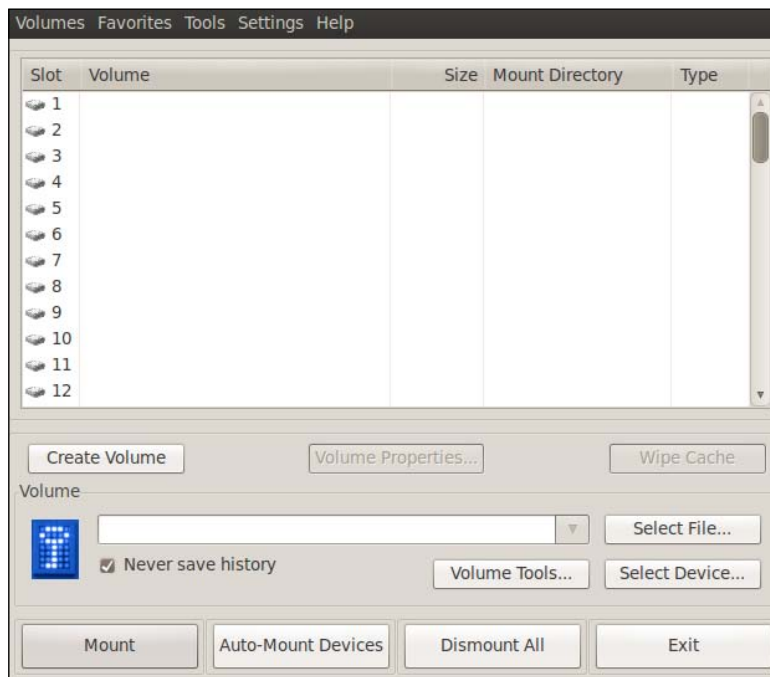 Volumes Favorites Tools Settings Help
Slot Volume Size Mount Directory Type
1
2
3
4
5
6
7
8
9
10
11
12
Create Volume Volume Properties... Wipe Cache
Volume
Select File...
Never save history
Volume Tools... Select Device...
Mount Auto-Mount Devices Dismount All Exit